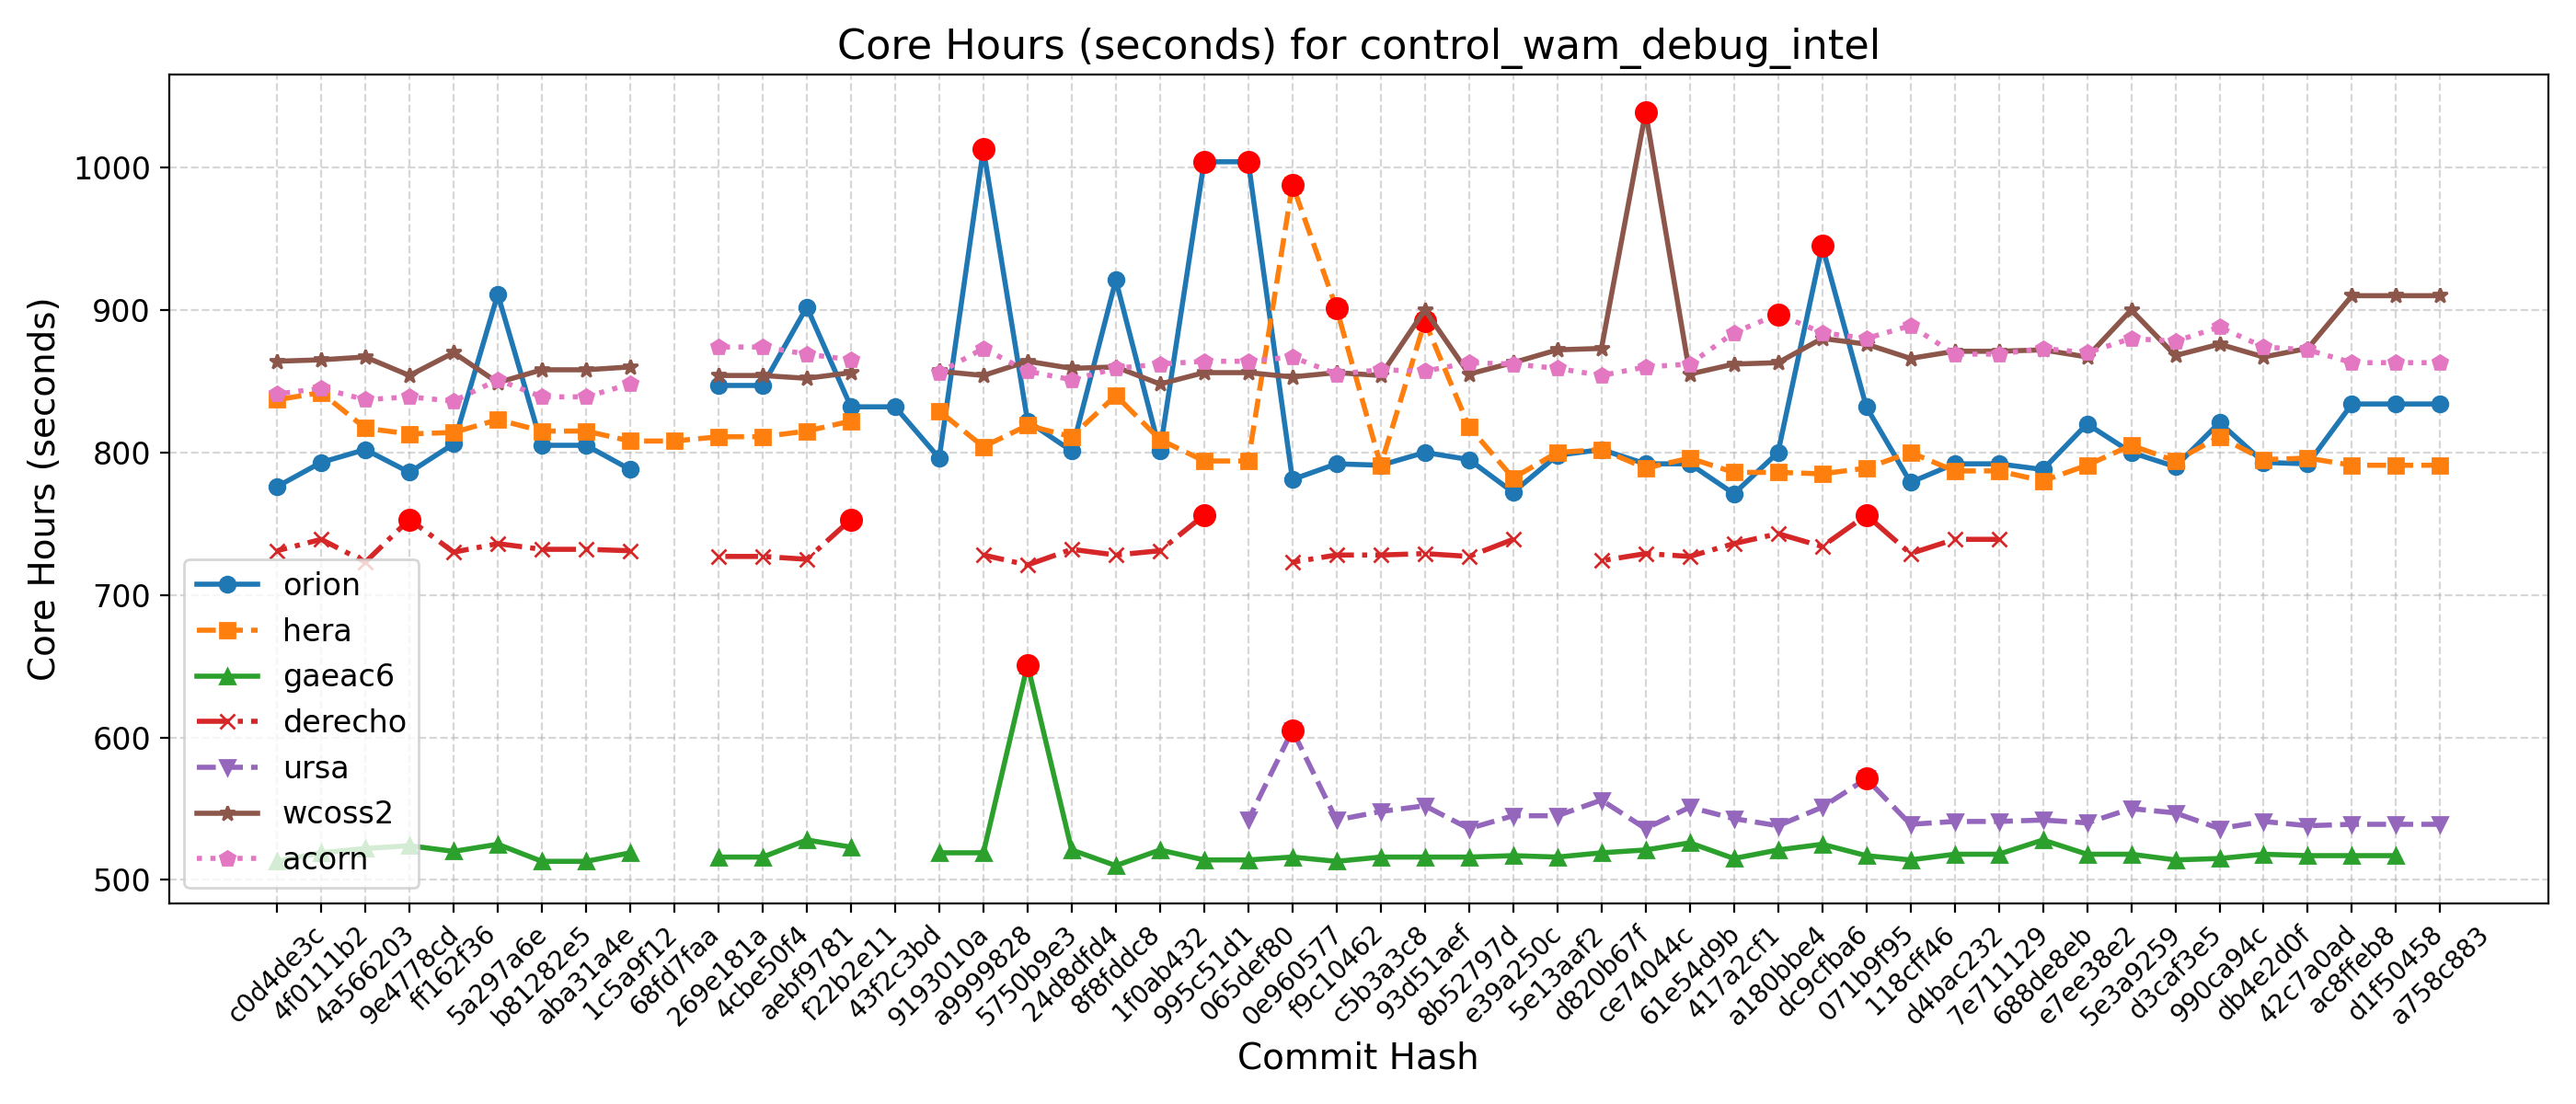 Core Hours (seconds) for control_wam_debug_intel
Core Hours (seconds)
1000
900
800
700
600
500
orion
hera
gaeac6
derecho
ursa
wcoss2
acorn
c0d4de3c
4f0111b2
4a566203
9e4778cd
ff162f36
5a297a6e
b81282e5
aba31a4e
1c5a9f12
68fd7faa
269e181a
4cbe50f4
aebf9781
f22b2e11
43f2c3bd
9193010a
a9999828
5750b9e3
24d8dfd4
8f8fddc8
1f0ab432
995c51d1
065def80
0e960577
f9c10462
c5b3a3c8
93d51aef
8b52797d
e39a250c
5e13aaf2
d820b67f
ce74044c
61e54d9b
417a2cf1
a180bbe4
dc9cfba6
071b9f95
118cff46
d4bac232
7e711129
688de8eb
e7ee38e2
5e3a9259
d3caf3e5
990ca94c
db4e2d0f
42c7a0ad
ac8ffeb8
d1f50458
a758c883
Commit Hash